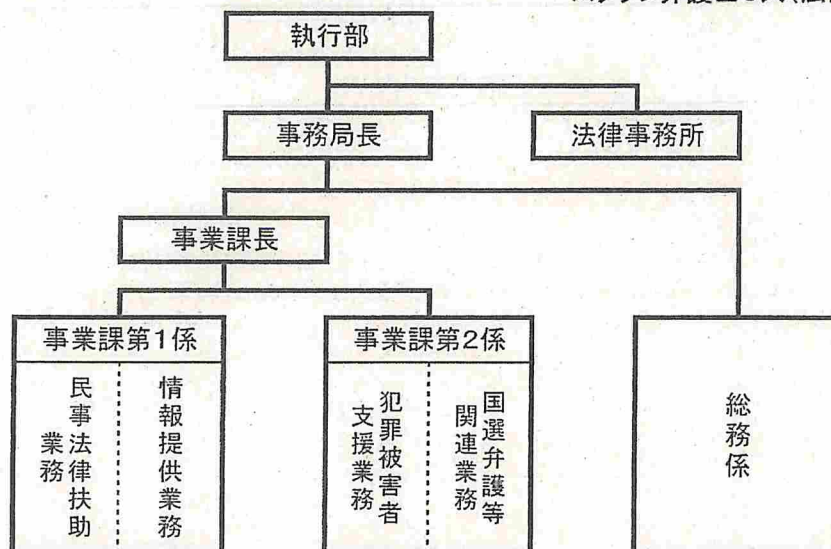 執行部
事務局長
法律事務所
事業課長
事業課第1係
民事法律扶助
業務
情報提供業務
事業課第2係
犯罪被害者
支援業務
国選弁護等
関連業務
総務係